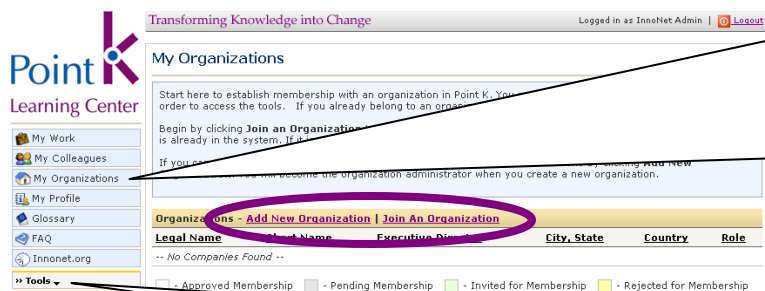 Transforming Knowledge into Change
Logged in as InnoNet Admin | Logout
Point K
Learning Center
My Organizations
Start here to establish membership with an organization in Point K. You
order to access the tools. If you already belong to an
Begin by clicking Join an Organization
is already in the system. If it
If you
clicking Add New
will become the organization administrator when you create a new organization.
My Work
My Colleagues
My Organizations
My Profile
Glossary
FAQ
Innonet.org
» Tools
Organizations - Add New Organization | Join An Organization
Legal Name Short Name Executive Director City, State Country Role
-- No Companies Found --
- Approved Membership - Pending Membership - Invited for Membership - Rejected for Membership